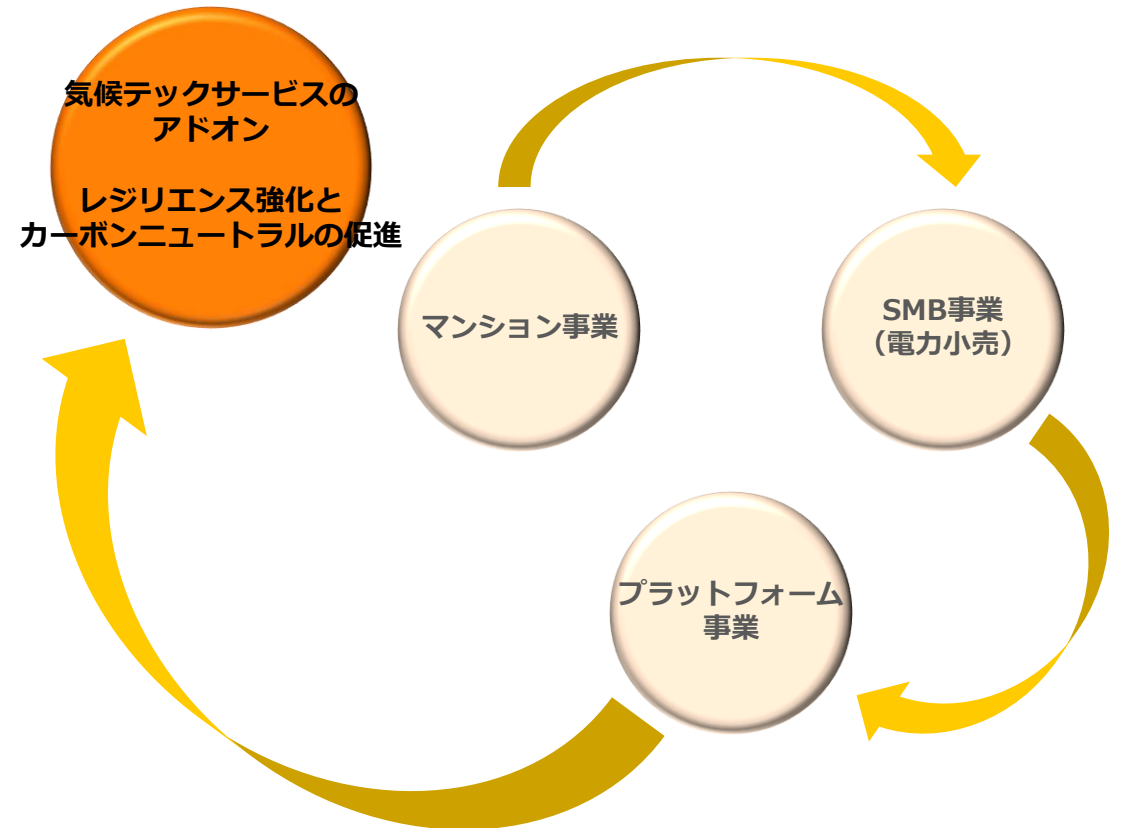 気候テックサービスの
アドオン
レジリエンス強化と
カーボンニュートラルの促進
マンション事業
SMB事業
（電力小売）
プラットフォーム
事業